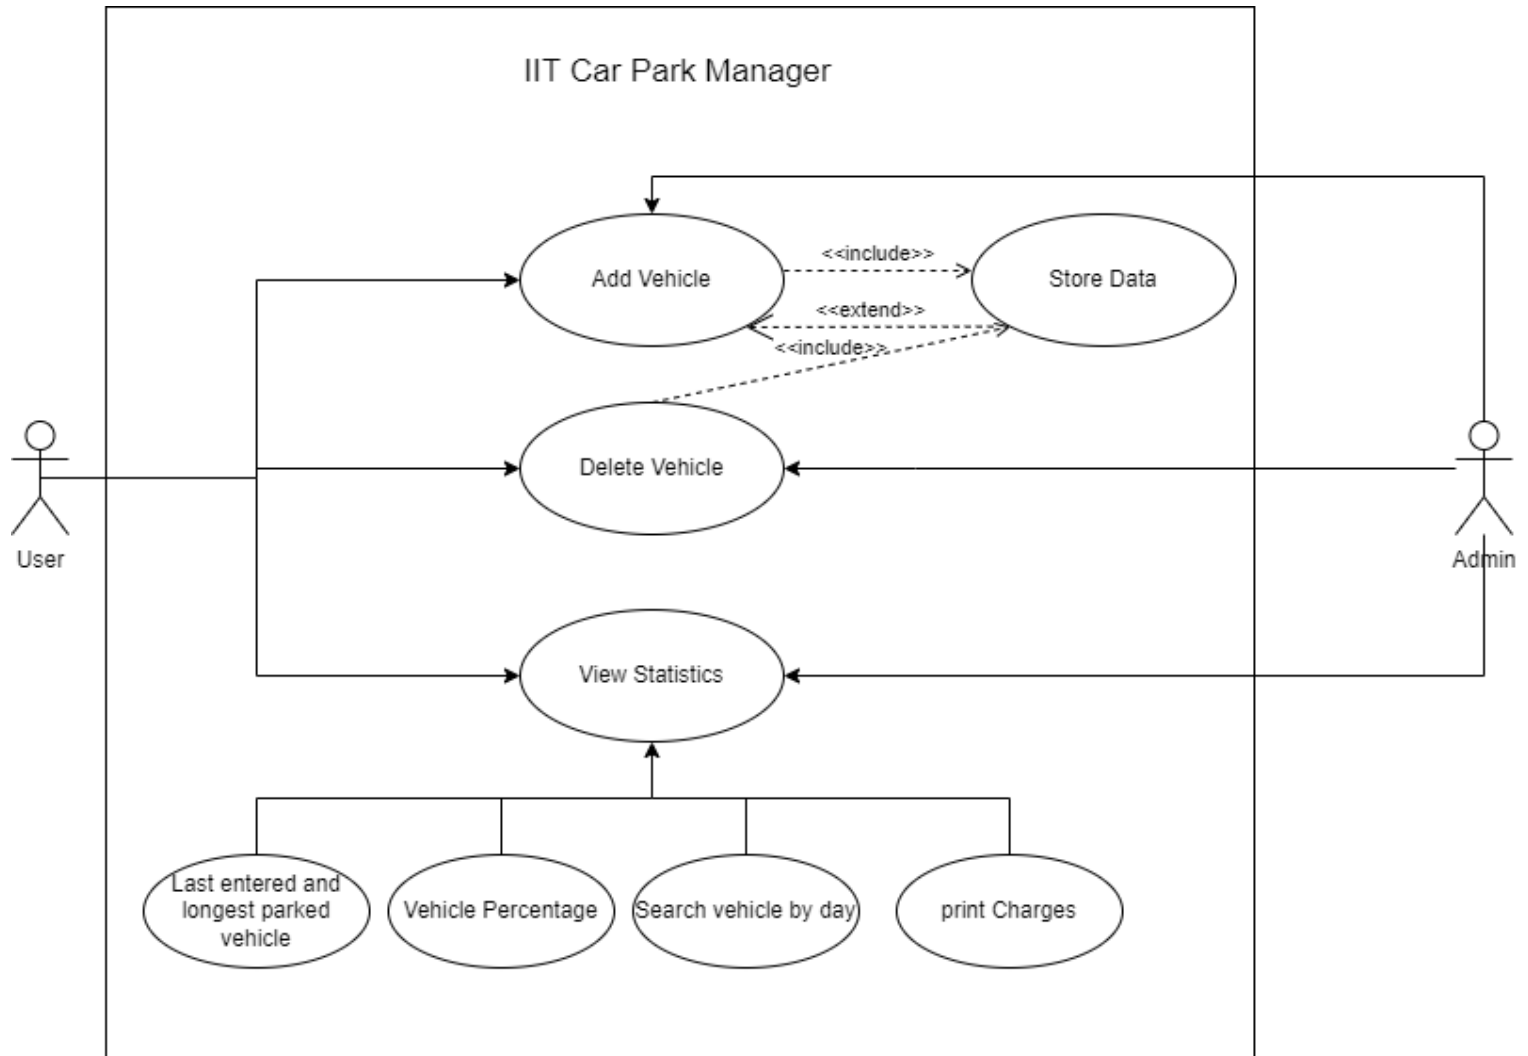 IIT Car Park Manager
<<include>>
Add Vehicle
Store Data
<<extend>>
<<include>>
Delete Vehicle
User
Admin
View Statistics
Last entered and
longest parked
vehicle
Vehicle Percentage
Search vehicle by day
print Charges